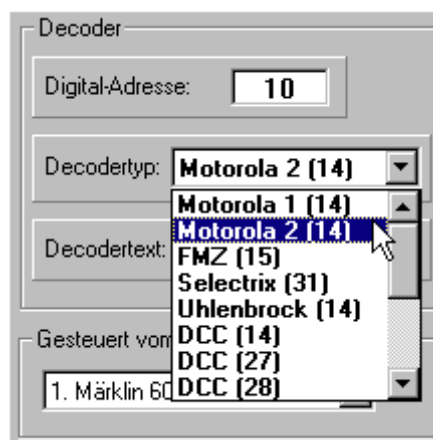 Decoder
Digital-Adresse: 10
Decodertyp: Motorola 2 (14)
Motorola 1 (14)
Motorola 2 (14)
Decodertext:
FMZ (15)
Selectrix (31)
Uhlenbrock (14)
Gesteuert vom
DCC (14)
DCC (27)
1. Märklin 60
DCC (28)